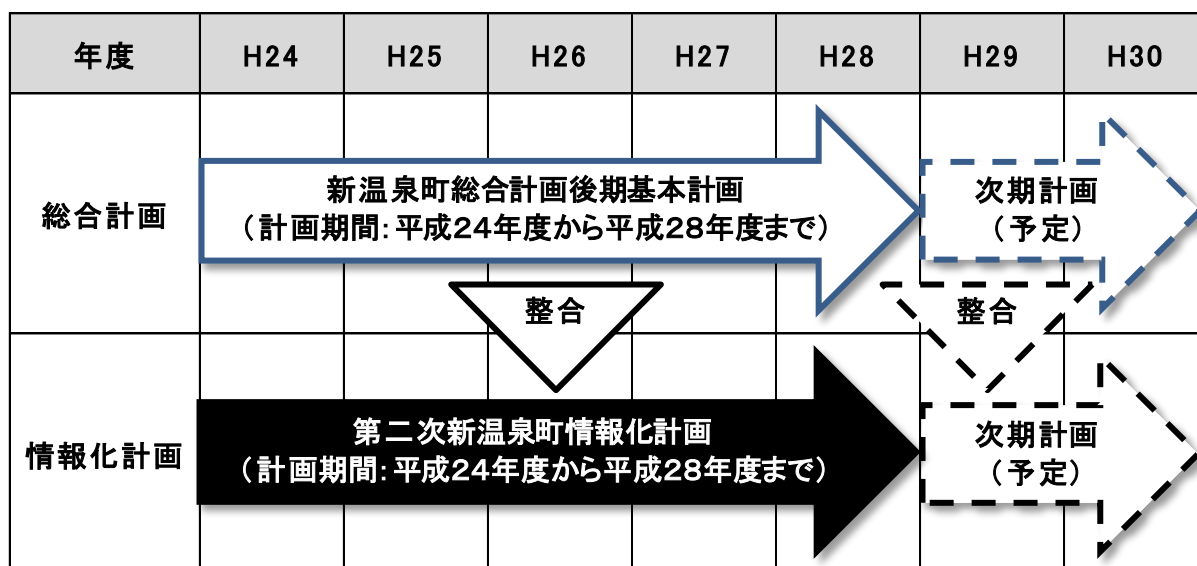 年度 H24 H25 H26 H27 H28 H29 H30
総合計画
新温泉町総合計画後期基本計画
（計画期間：平成24年度から平成28年度まで）
次期計画
（予定）
整合
整合
情報化計画
第二次新温泉町情報化計画
（計画期間：平成24年度から平成28年度まで）
次期計画
（予定）